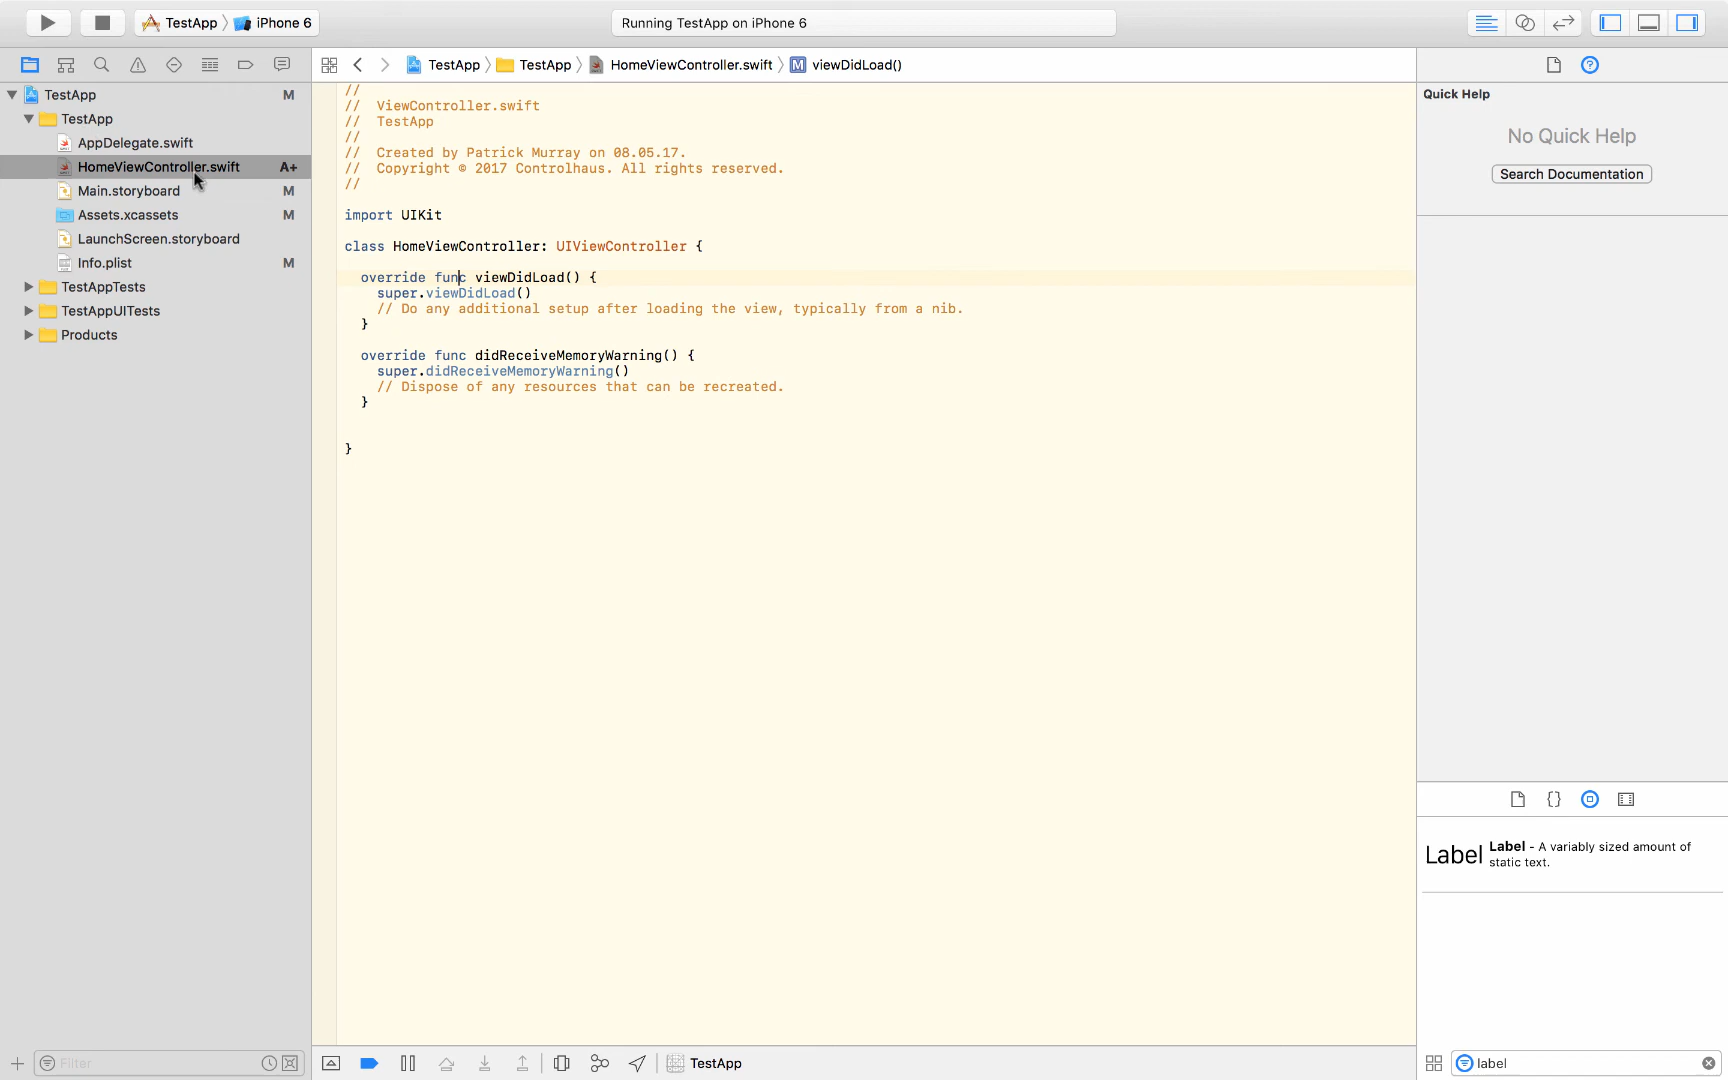 TestApp 〉 iPhone 6
Running TestApp on iPhone 6
TestApp 〉 TestApp 〉 HomeViewController.swift 〉 M viewDidLoad()
TestApp M
TestApp
AppDelegate.swift
HomeViewController.swift A+
Main.storyboard M
Assets.xcassets M
LaunchScreen.storyboard
Info.plist M
TestAppTests
TestAppUITests
Products
Filter
//
//  ViewController.swift
//  TestApp
//
//  Created by Patrick Murray on 08.05.17.
//  Copyright © 2017 Controlhaus. All rights reserved.
//
import UIKit
class HomeViewController: UIViewController {
override func viewDidLoad() {
super.viewDidLoad()
// Do any additional setup after loading the view, typically from a nib.
}
override func didReceiveMemoryWarning() {
super.didReceiveMemoryWarning()
// Dispose of any resources that can be recreated.
}
}
TestApp
Quick Help
No Quick Help
Search Documentation
{}
Label
Label - A variably sized amount of
static text.
label